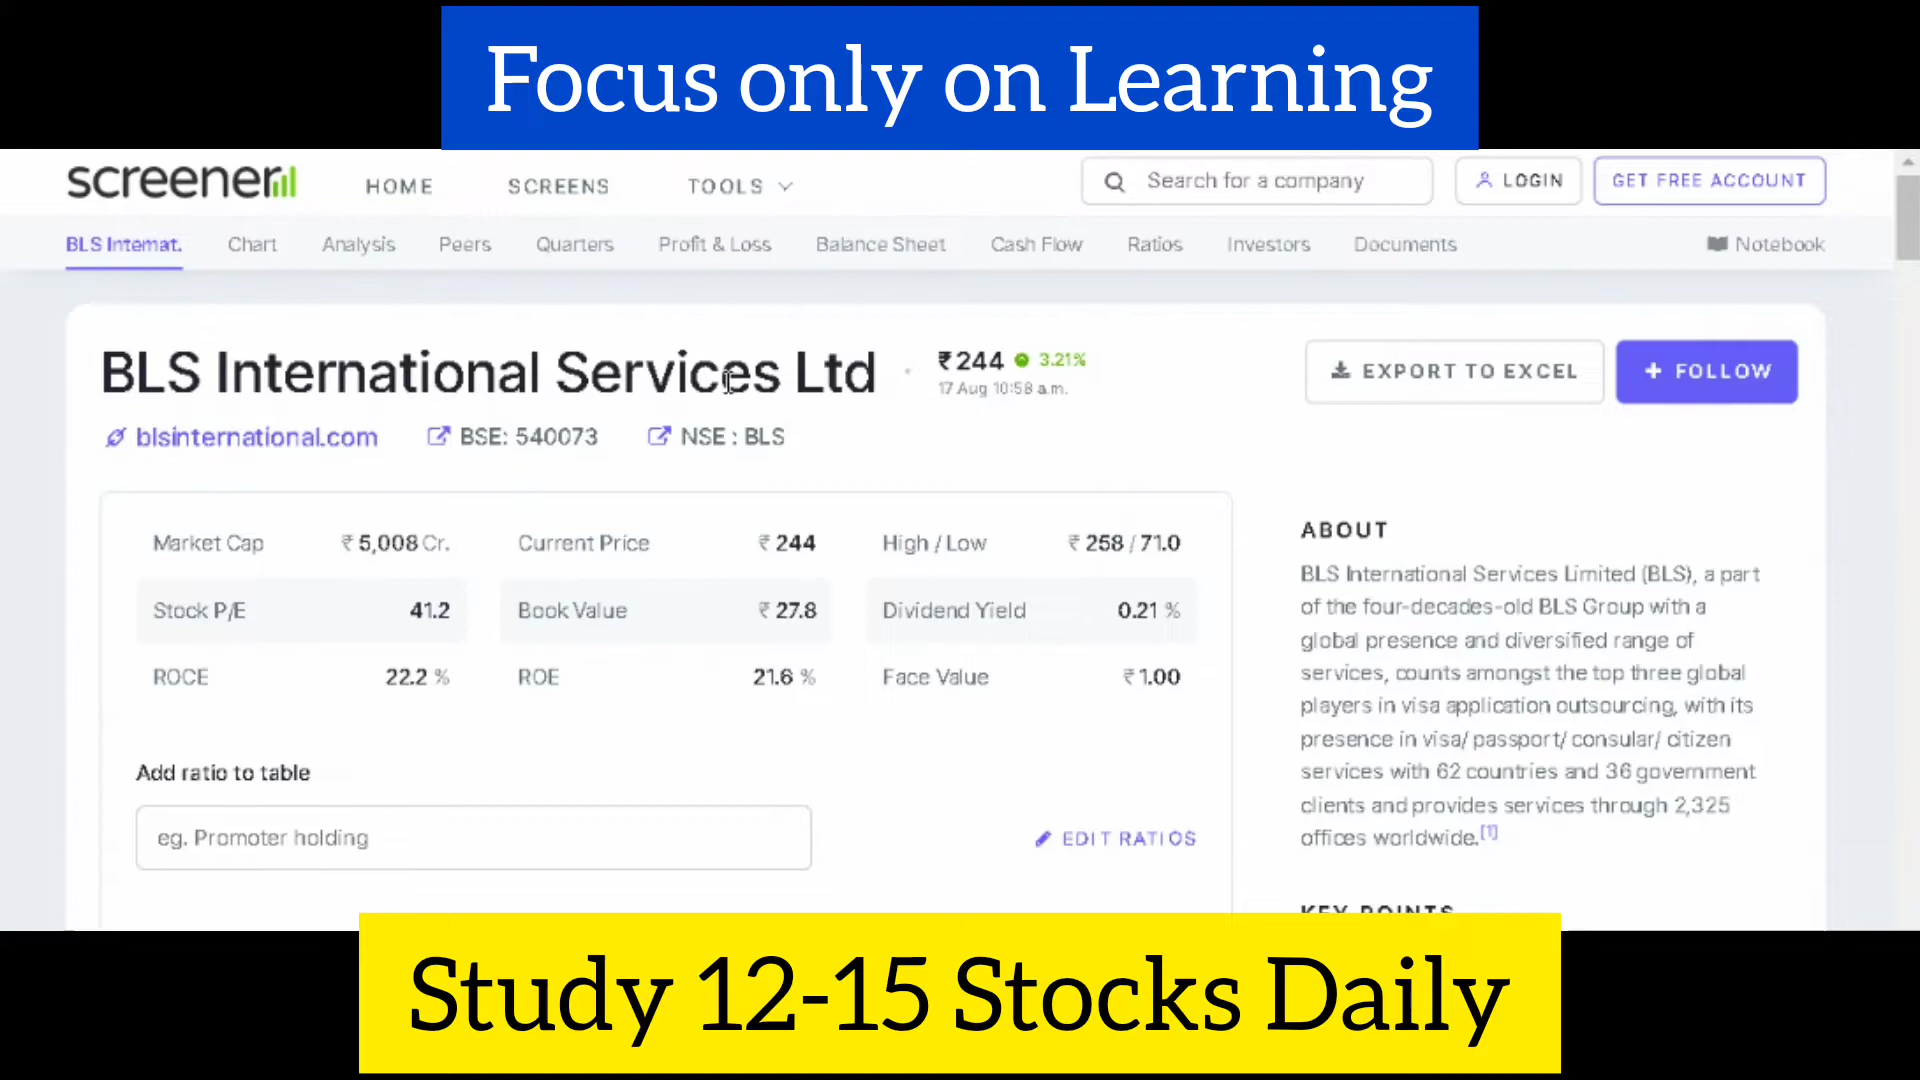 Focus only on Learning
screener
HOME SCREENS TOOLS
Search for a company
LOGIN
GET FREE ACCOUNT
BLS Internat. Chart Analysis Peers Quarters Profit & Loss Balance Sheet Cash Flow Ratios Investors Documents Notebook
BLS International Services Ltd
₹ 244 3.21%
17 Aug 10:58 a.m.
EXPORT TO EXCEL
+ FOLLOW
blsinternational.com BSE: 540073 NSE : BLS
Market Cap ₹ 5,008 Cr. Current Price ₹ 244 High / Low ₹ 258 / 71.0
Stock P/E 41.2 Book Value ₹ 27.8 Dividend Yield 0.21 %
ROCE 22.2 % ROE 21.6 % Face Value ₹ 1.00
Add ratio to table
eg. Promoter holding
EDIT RATIOS
ABOUT
BLS International Services Limited (BLS), a part
of the four-decades-old BLS Group with a
global presence and diversified range of
services, counts amongst the top three global
players in visa application outsourcing, with its
presence in visa/ passport/ consular/ citizen
services with 62 countries and 36 government
clients and provides services through 2,325
offices worldwide.[1]
KEY POINTS
Study 12-15 Stocks Daily